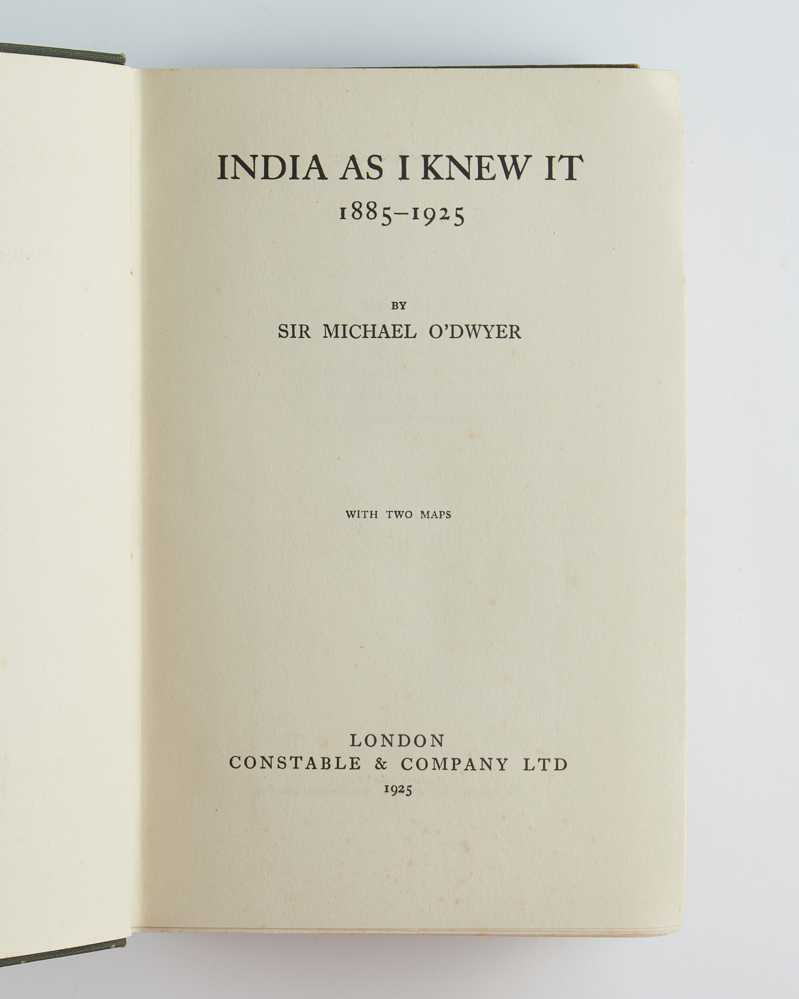 INDIA AS I KNEW IT
1885–1925
BY
SIR MICHAEL O'DWYER
WITH TWO MAPS
LONDON
CONSTABLE & COMPANY LTD
1925